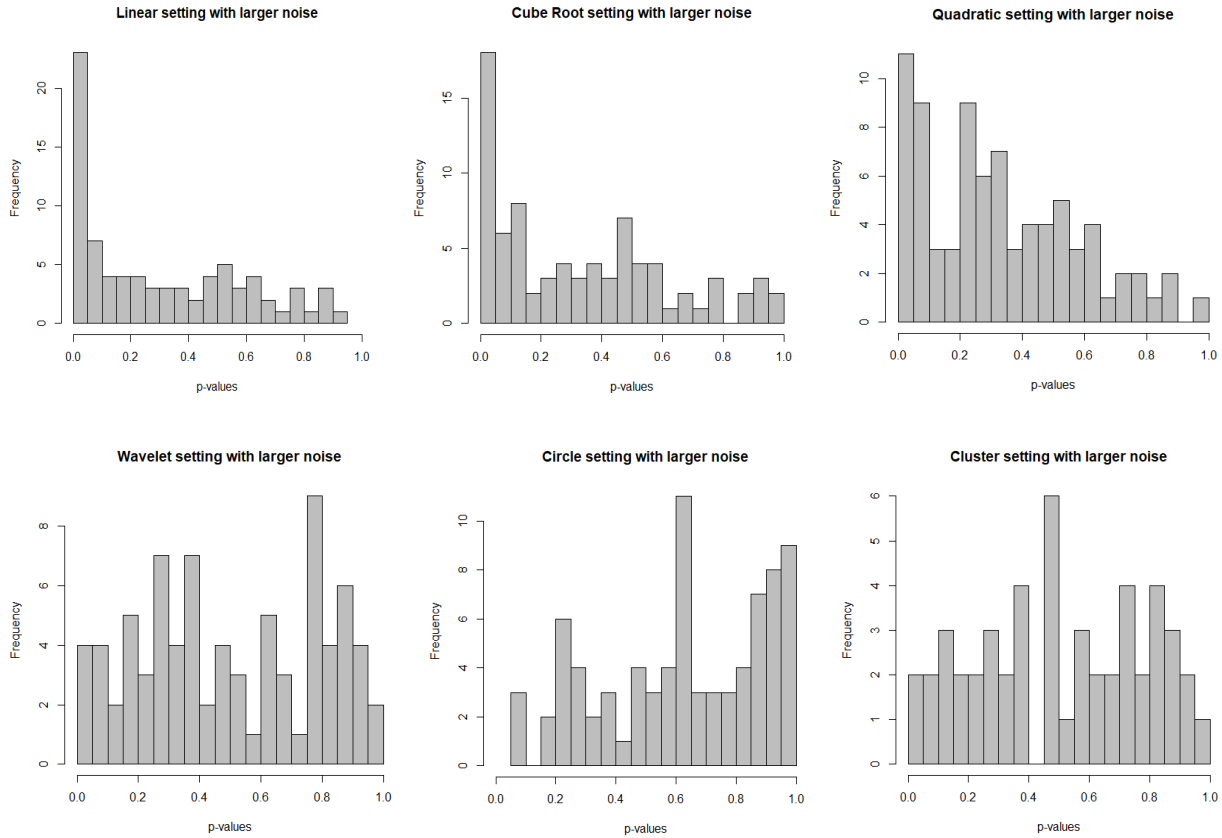 Linear setting with larger noise
Frequency
0
5
10
15
20
0.0 0.2 0.4 0.6 0.8 1.0
p-values
Cube Root setting with larger noise
Frequency
0
5
10
15
0.0 0.2 0.4 0.6 0.8 1.0
p-values
Quadratic setting with larger noise
Frequency
0
2
4
6
8
10
0.0 0.2 0.4 0.6 0.8 1.0
p-values
Wavelet setting with larger noise
Frequency
0
2
4
6
8
0.0 0.2 0.4 0.6 0.8 1.0
p-values
Circle setting with larger noise
Frequency
0
2
4
6
8
10
0.0 0.2 0.4 0.6 0.8 1.0
p-values
Cluster setting with larger noise
Frequency
0
1
2
3
4
5
6
0.0 0.2 0.4 0.6 0.8 1.0
p-values